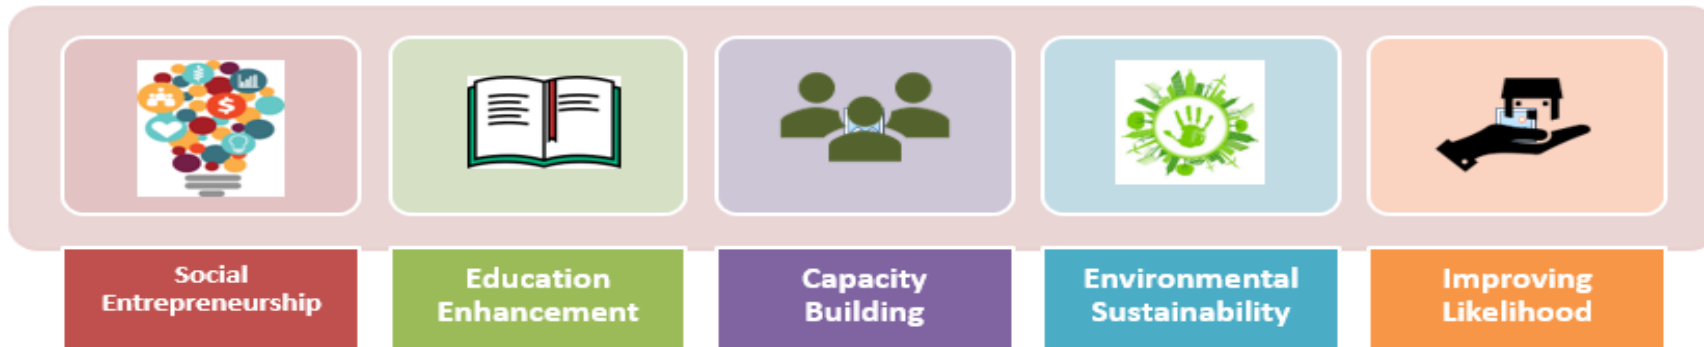 Social
Entrepreneurship
Education
Enhancement
Capacity
Building
Environmental
Sustainability
Improving
Likelihood